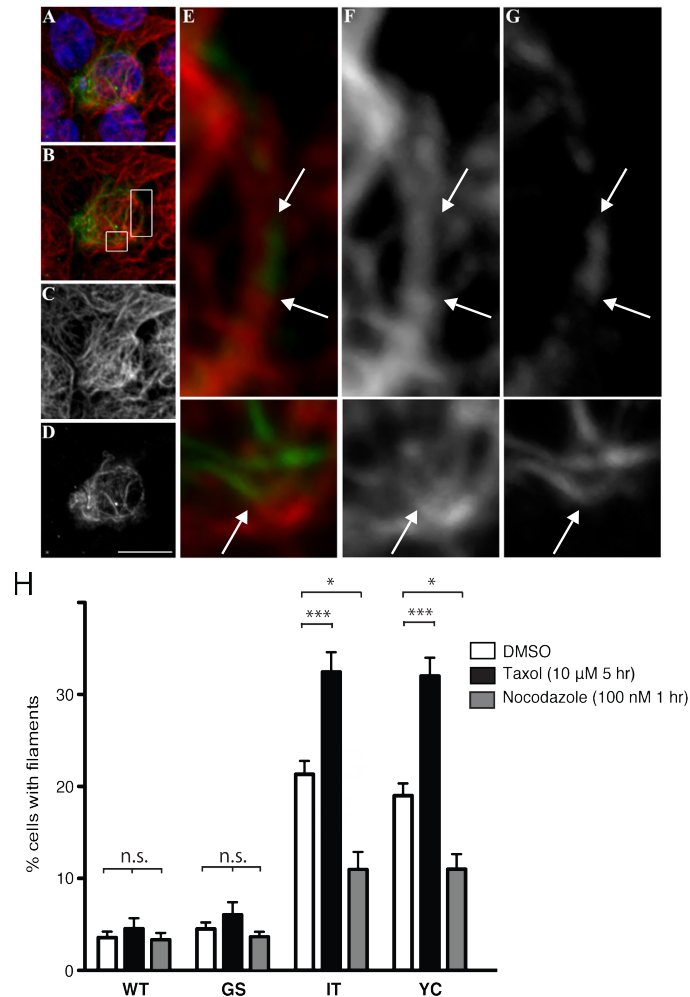 A
E
F
G
B
C
D
H
* *
*** ***
DMSO
Taxol (10 µM 5 hr)
Nocodazole (100 nM 1 hr)
% cells with filaments
30
20
n.s. n.s.
10
0
WT GS IT YC